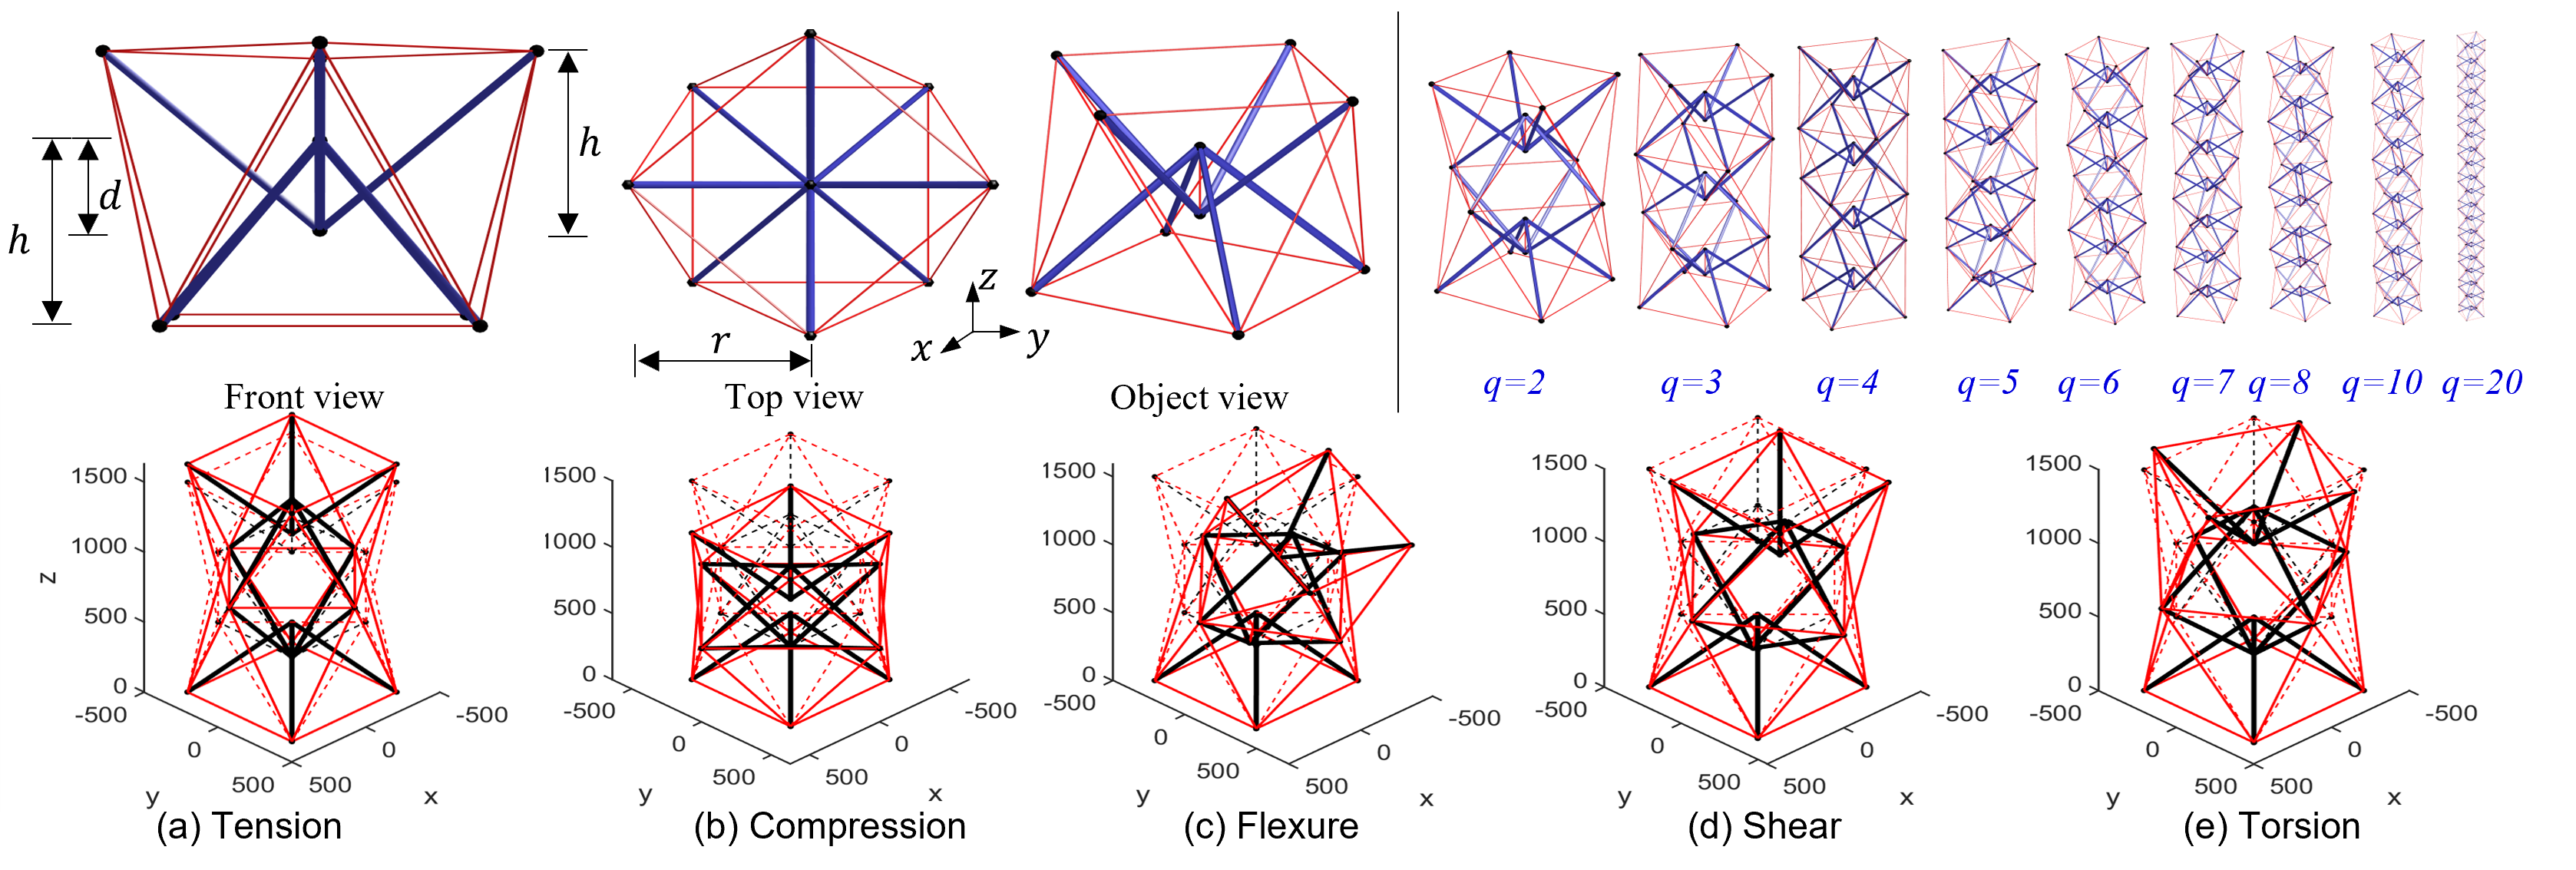 h
d
h
r
z
y
x
Front view
Top view
Object view
q=2
q=3
q=4
q=5
q=6
q=7
q=8
q=10
q=20
1500
1000
500
0
z
-500
0
500
500
0
-500
y
x
(a) Tension
1500
1000
500
0
-500
0
500
500
0
-500
y
x
(b) Compression
1500
1000
500
0
-500
0
500
500
0
-500
y
x
(c) Flexure
1500
1000
500
0
-500
0
500
500
0
-500
y
x
(d) Shear
1500
1000
500
0
-500
0
500
500
0
-500
y
x
(e) Torsion